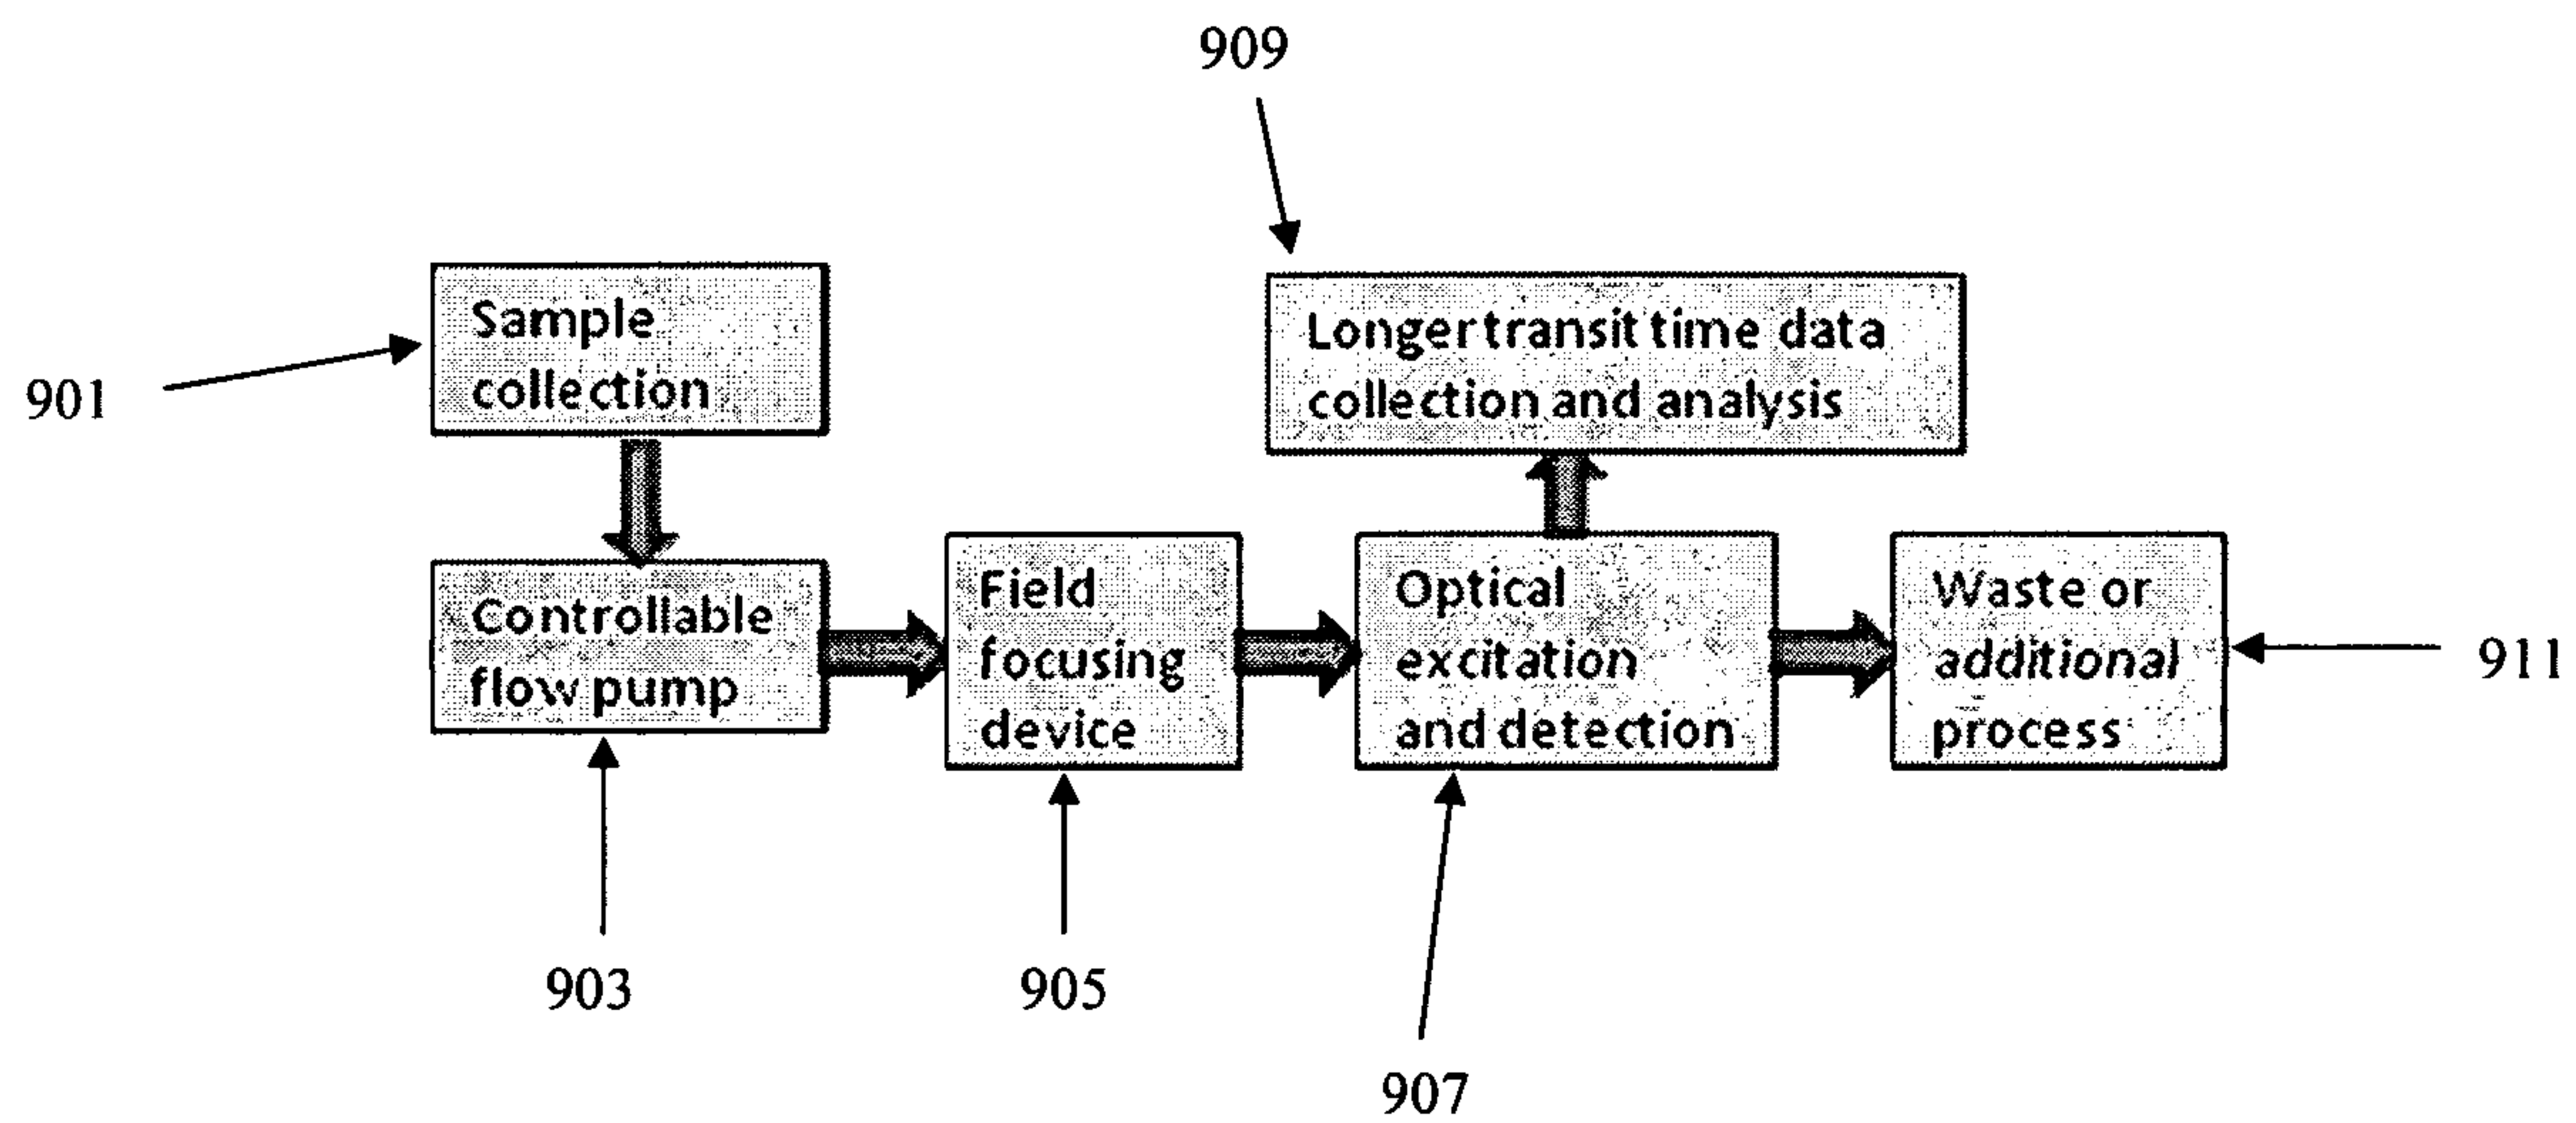 909
Sample
collection
Longer transit time data
collection and analysis
901
Controllable
flow pump
Field
focusing
device
Optical
excitation
and detection
Waste or
additional
process
911
903
905
907